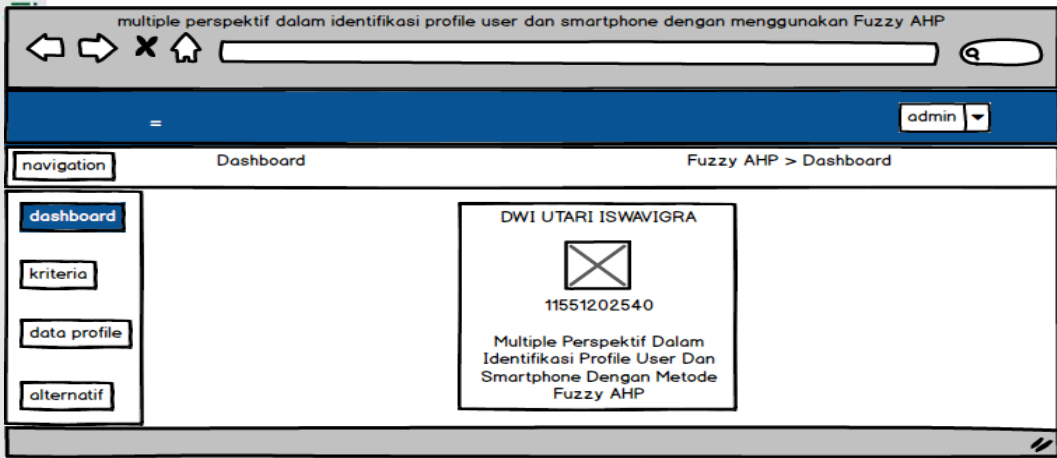 multiple perspektif dalam identifikasi profile user dan smartphone dengan menggunakan Fuzzy AHP
=
admin
navigation
Dashboard
Fuzzy AHP > Dashboard
dashboard
kriteria
data profile
alternatif
DWI UTARI ISWAVIGRA
11551202540
Multiple Perspektif Dalam
Identifikasi Profile User Dan
Smartphone Dengan Metode
Fuzzy AHP